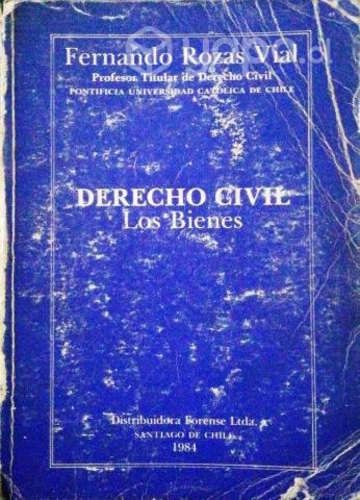 Fernando Rozas Vial
Profesor Titular de Derecho Civil
PONTIFICIA UNIVERSIDAD CATOLICA DE CHILE
DERECHO CIVIL
Los Bienes
Distribuidora Forense Ltda.
SANTIAGO DE CHILE
1984